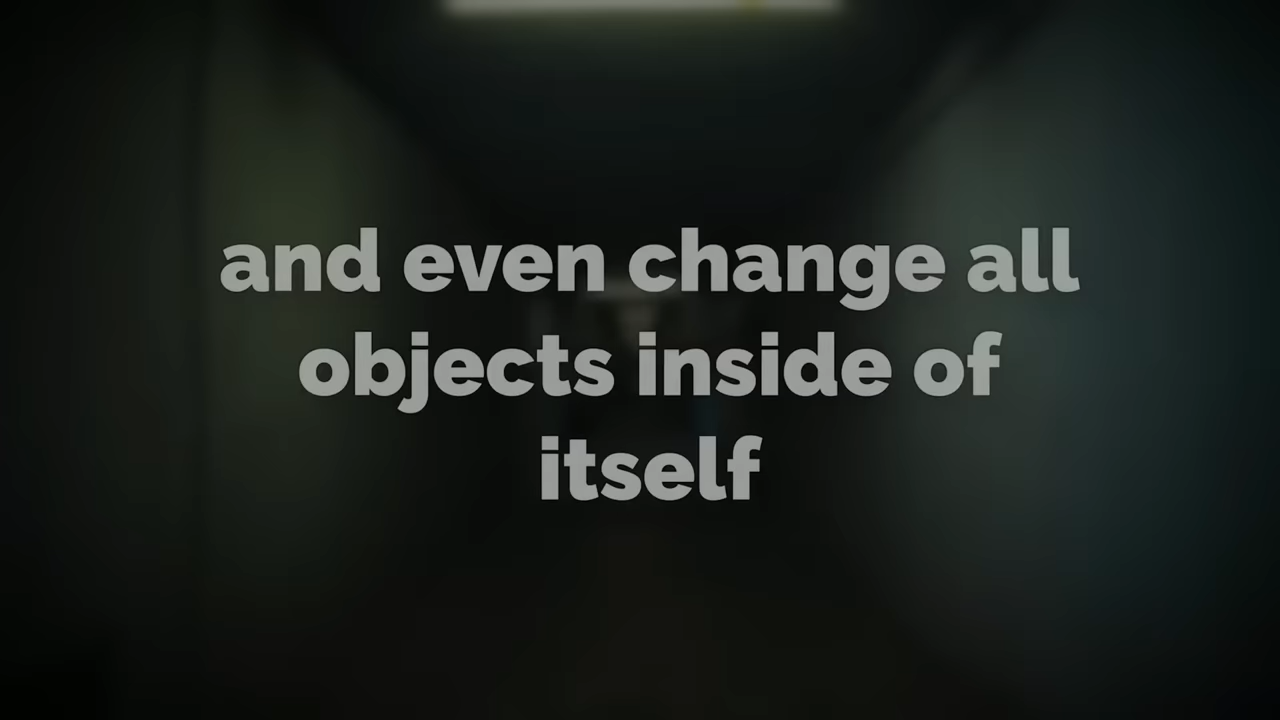 and even change all
objects inside of
itself